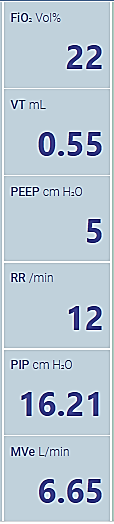 FiO₂ Vol%
22
VT mL
0.55
PEEP cm H₂O
5
RR /min
12
PIP cm H₂O
16.21
MVe L/min
6.65